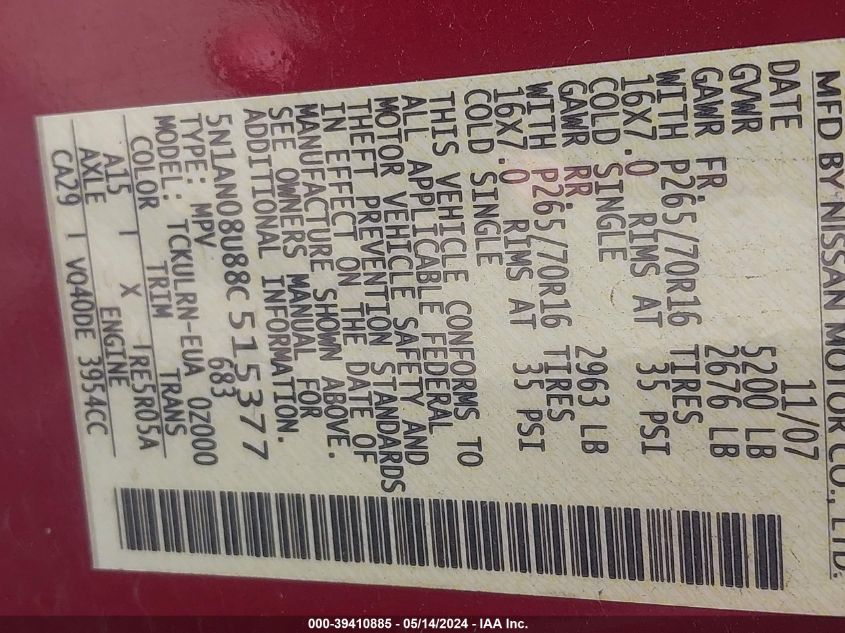 MFD BY NISSAN MOTOR CO., LTD.
DATE 11/07
GVWR 5200 LB
GAWR FR. 2676 LB
WITH P265/70R16 TIRES
16X7.0 RIMS AT 35 PSI
COLD SINGLE
GAWR RR. 2963 LB
WITH P265/70R16 TIRES
16X7.0 RIMS AT 35 PSI
COLD SINGLE
THIS VEHICLE CONFORMS TO
ALL APPLICABLE FEDERAL
MOTOR VEHICLE SAFETY AND
THEFT PREVENTION STANDARDS
IN EFFECT ON THE DATE OF
MANUFACTURE SHOWN ABOVE.
SEE OWNERS MANUAL FOR
ADDITIONAL INFORMATION.
5N1AN08U88C515377
TYPE: MPV 683
MODEL: TCKULRN-EUA 0Z000
COLOR TRIM TRANS
A15 | X | RE5R05A
AXLE ENGINE
CA29 | VQ40DE 3954CC
000-39410885 - 05/14/2024 - IAA Inc.